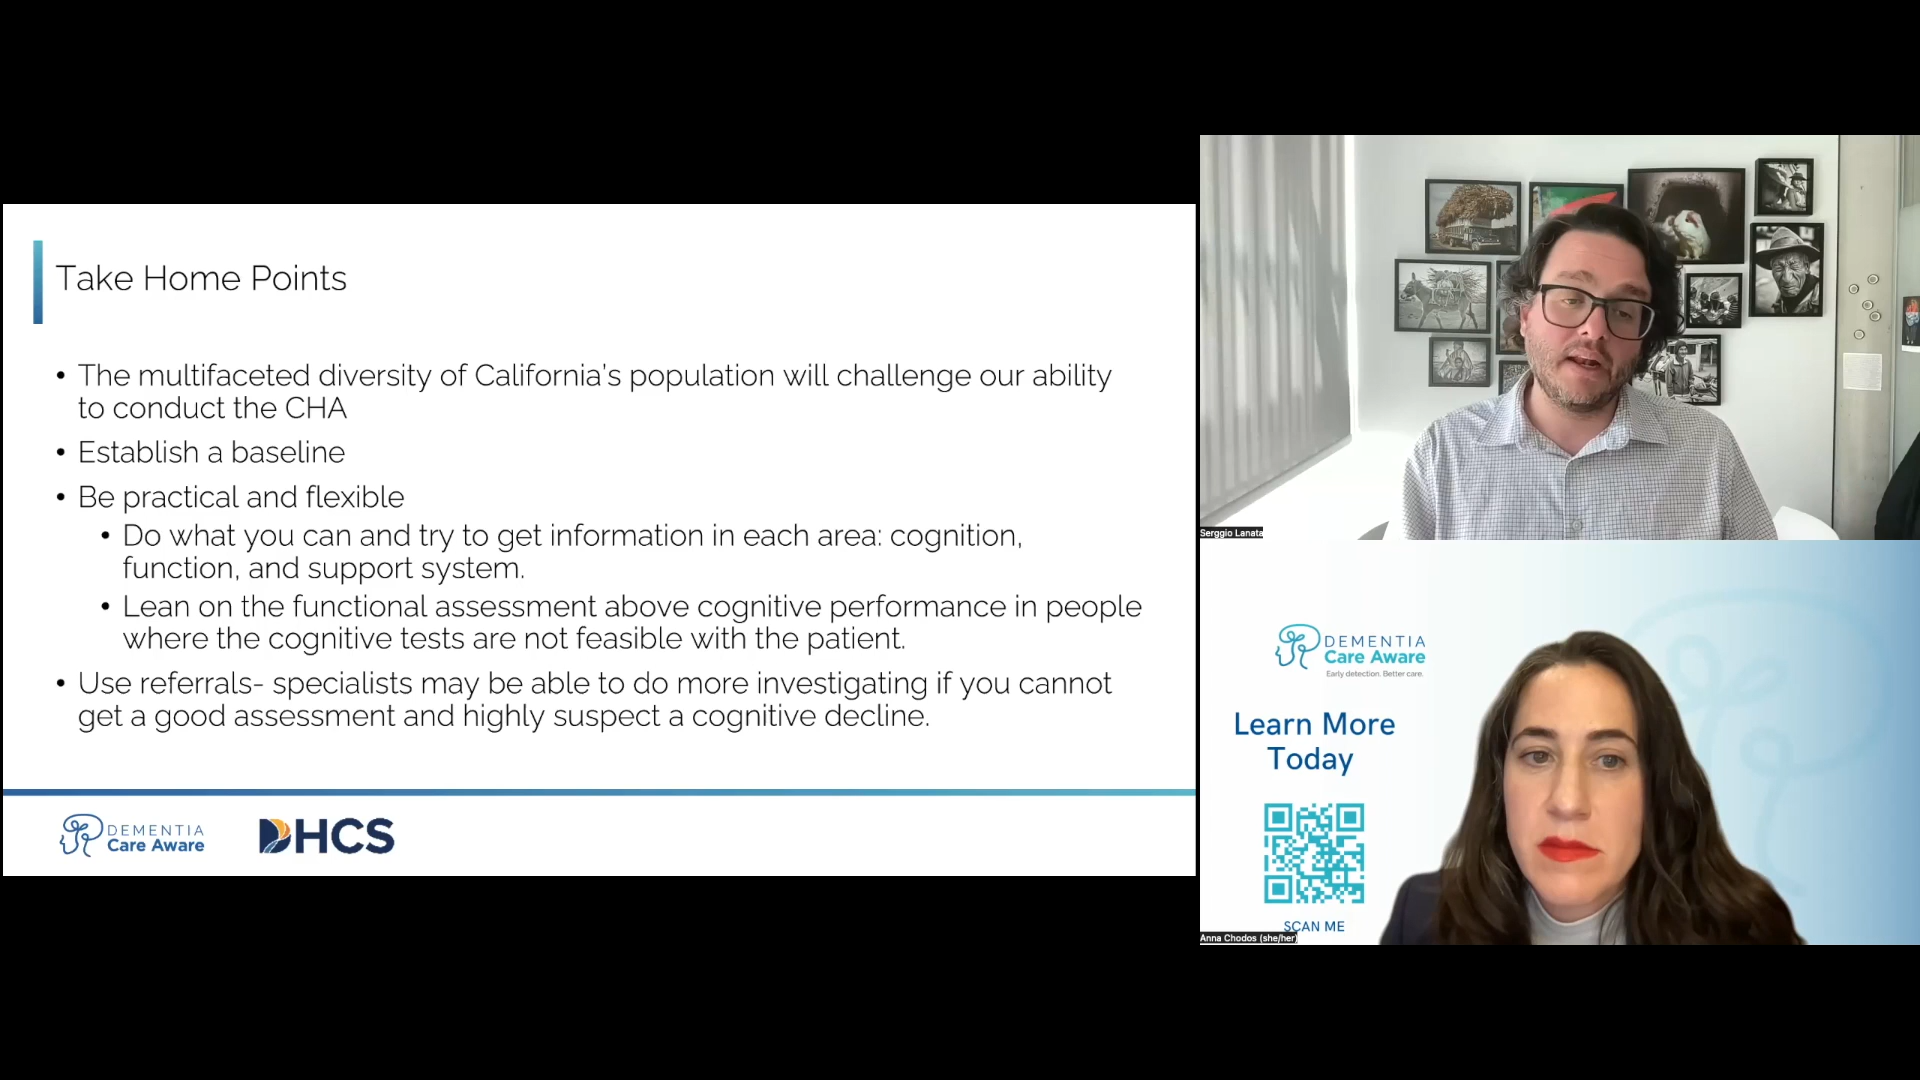 Take Home Points
• The multifaceted diversity of California's population will challenge our ability
to conduct the CHA
• Establish a baseline
• Be practical and flexible
• Do what you can and try to get information in each area: cognition,
function, and support system.
• Lean on the functional assessment above cognitive performance in people
where the cognitive tests are not feasible with the patient.
• Use referrals- specialists may be able to do more investigating if you cannot
get a good assessment and highly suspect a cognitive decline.
DEMENTIA
Care Aware
DHCS
Serggio Lanata
DEMENTIA
Care Aware
Early detection. Better care.
Learn More
Today
SCAN ME
Anna Chodos (she/her)